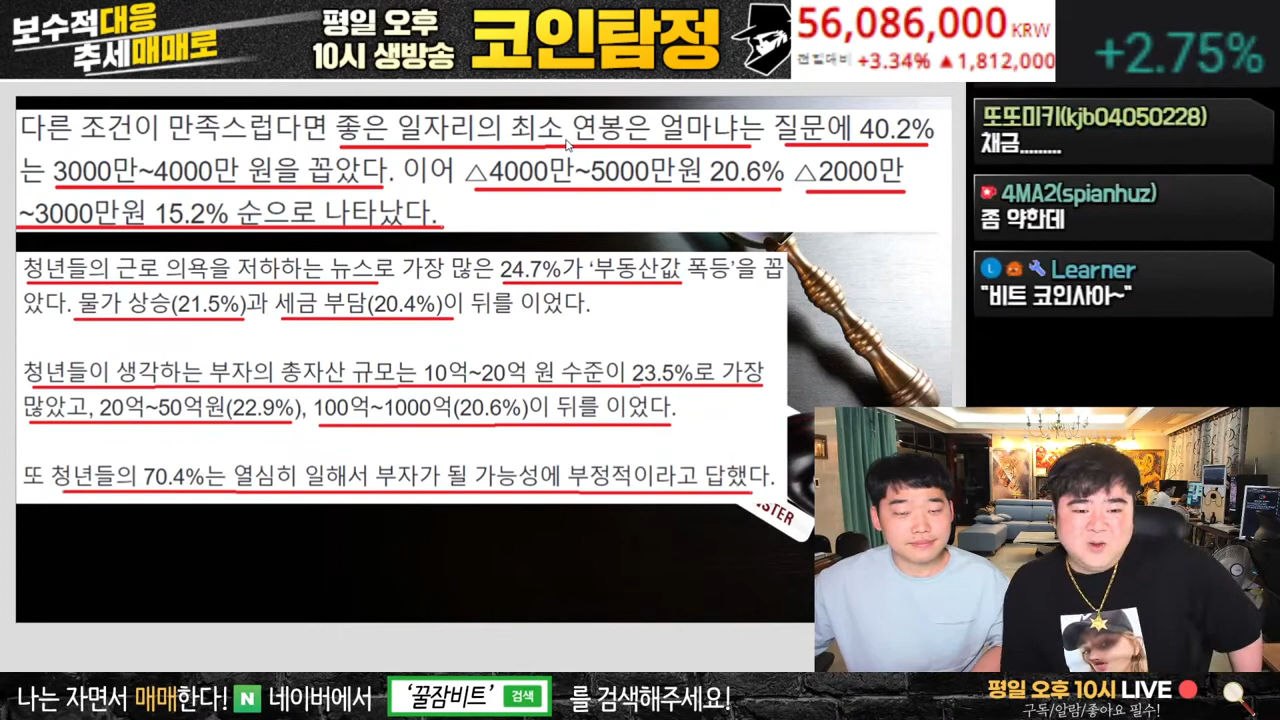 보수적대응
추세매매로
평일 오후
10시 생방송
코인탐정
56,086,000 KRW
전일대비 +3.34% ▲1,812,000
+2.75%
다른 조건이 만족스럽다면 좋은 일자리의 최소 연봉은 얼마냐는 질문에 40.2%
는 3000만~4000만 원을 꼽았다. 이어 △4000만~5000만원 20.6% △2000만
~3000만원 15.2% 순으로 나타났다.
청년들의 근로 의욕을 저하하는 뉴스로 가장 많은 24.7%가 '부동산값 폭등'을 꼽
았다. 물가 상승(21.5%)과 세금 부담(20.4%)이 뒤를 이었다.
청년들이 생각하는 부자의 총자산 규모는 10억~20억 원 수준이 23.5%로 가장
많았고, 20억~50억원(22.9%), 100억~1000억(20.6%)이 뒤를 이었다.
또 청년들의 70.4%는 열심히 일해서 부자가 될 가능성에 부정적이라고 답했다.
또또미키(kjb04050228)
채금.........
4MA2(spianhuz)
좀 약한데
L Learner
"비트 코인사아~"
나는 자면서 매매한다! N 네이버에서 '꿀잠비트' 검색 를 검색해주세요!
평일 오후 10시 LIVE
구독/알람/좋아요 필수!